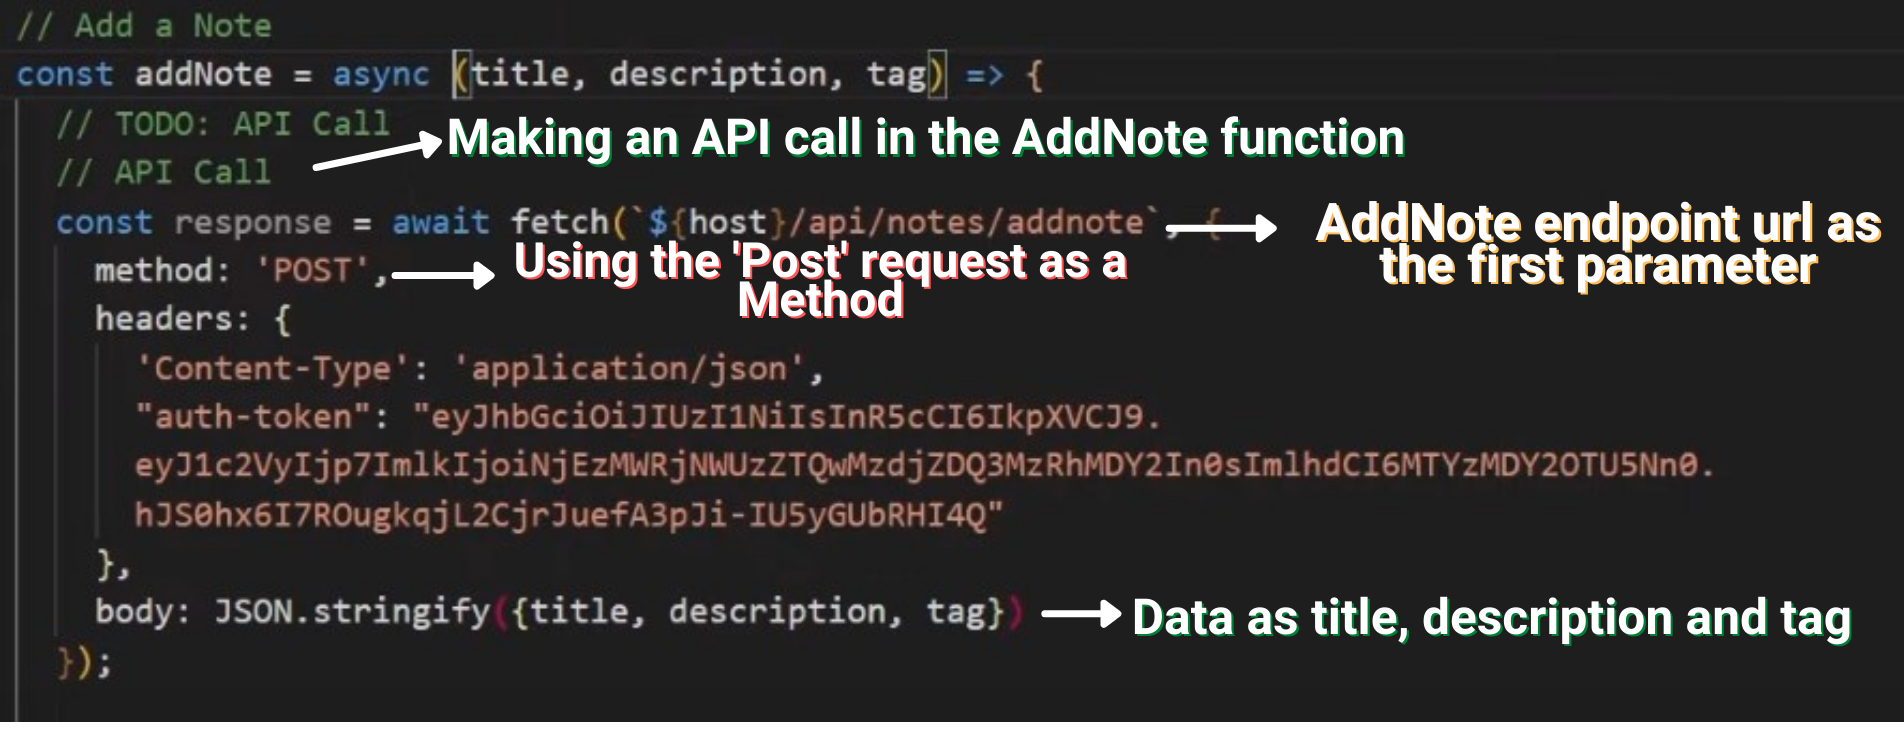 // Add a Note
const addNote = async (title, description, tag) => {
// TODO: API Call
Making an API call in the AddNote function
// API Call
const response = await fetch(`${host}/api/notes/addnote`, {
AddNote endpoint url as
the first parameter
method: 'POST',
Using the 'Post' request as a
Method
headers: {
'Content-Type': 'application/json',
"auth-token": "eyJhbGciOiJIUzI1NiIsInR5cCI6IkpXVCJ9.
eyJ1c2VyIjp7ImlkIjoiNjEzMWRjNWUzZTQwMzdjZDQ3MzRhMDY2In0sImlhdCI6MTYzMDY2OTU5Nn0.
hJS0hx6I7ROugkqjL2CjrJuefA3pJi-IU5yGUbRHI4Q"
},
body: JSON.stringify({title, description, tag})
Data as title, description and tag
});